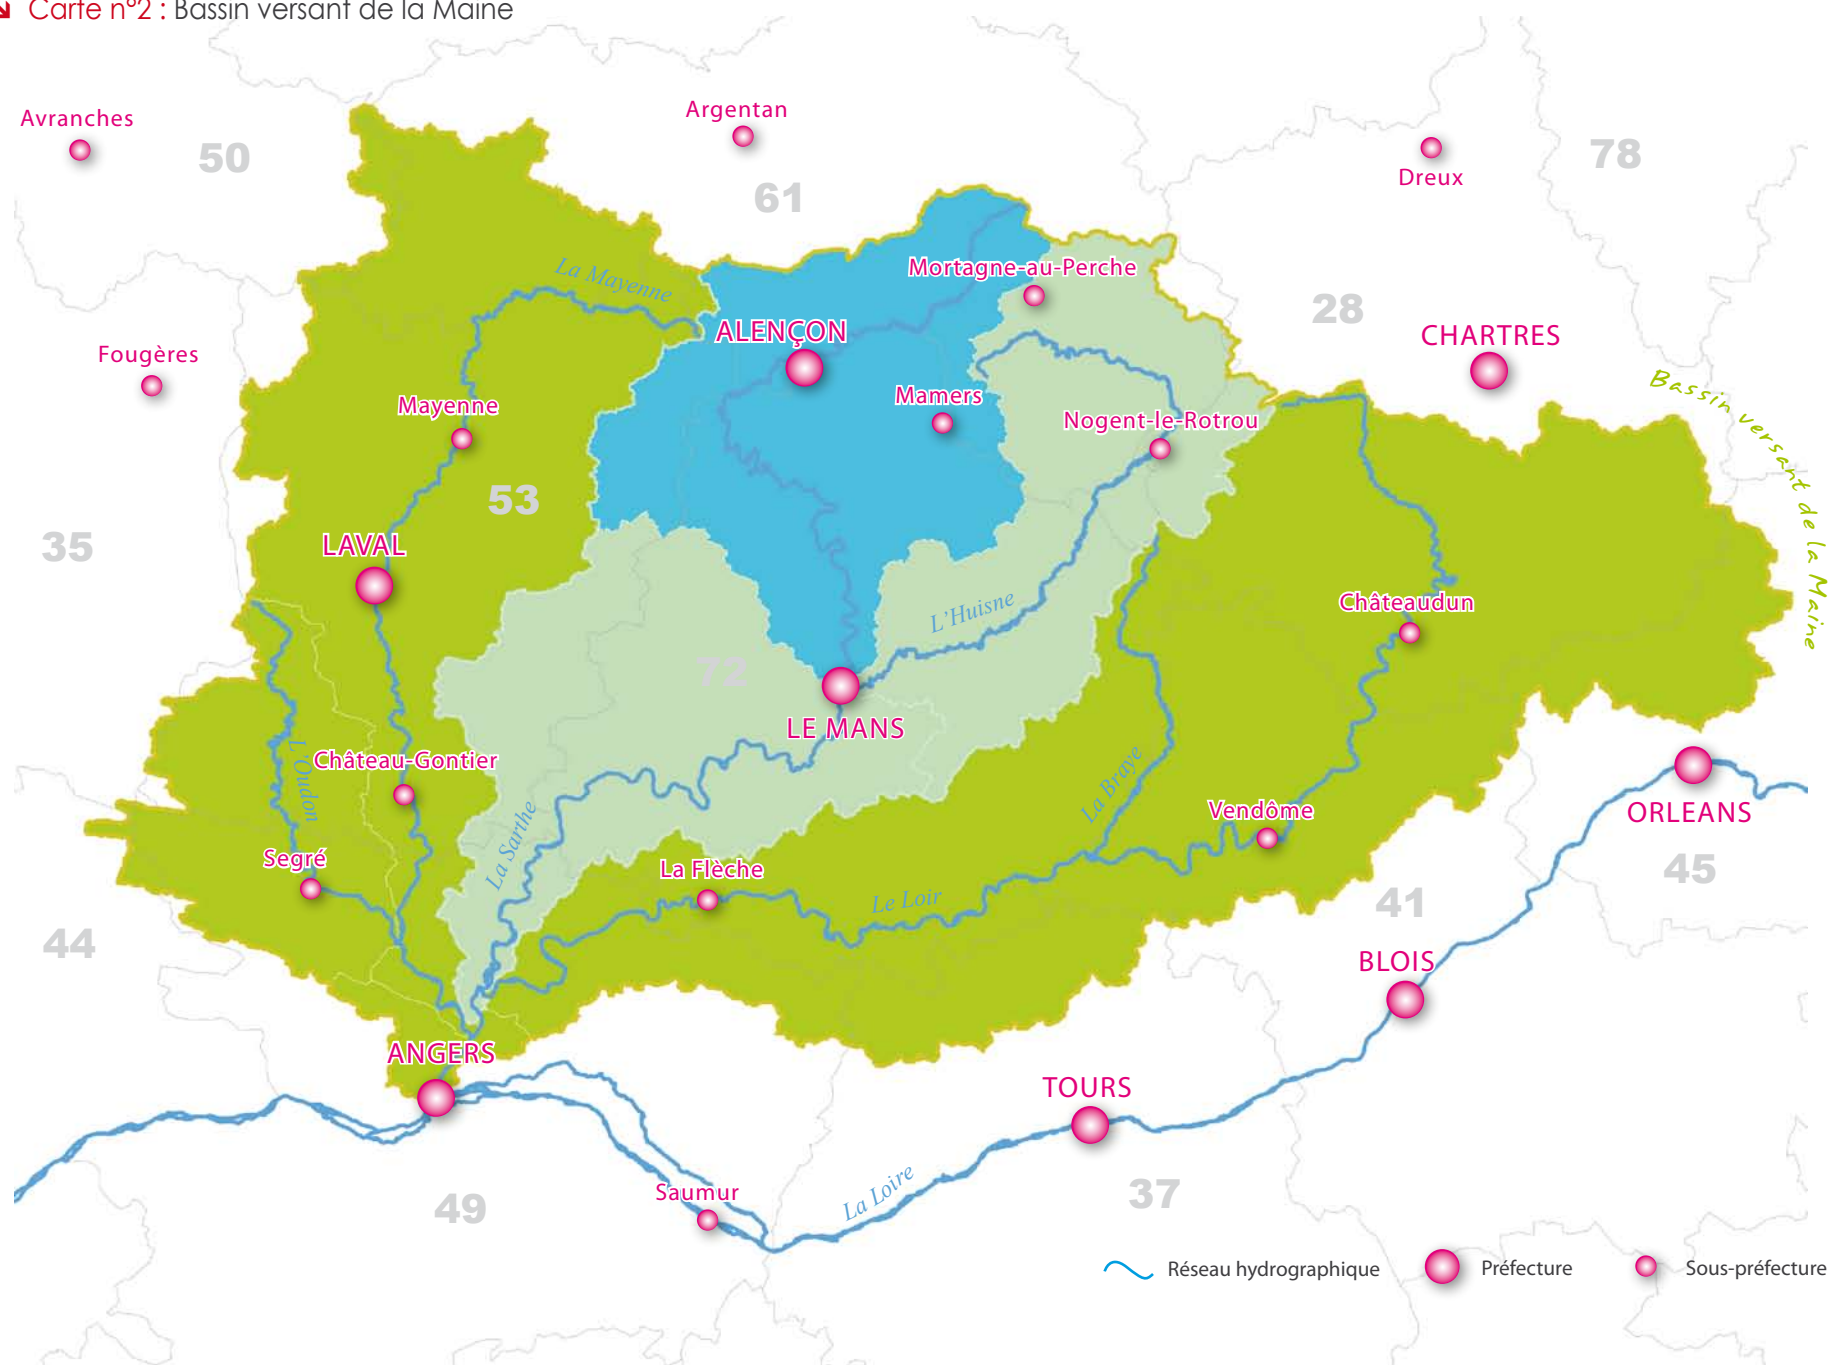 Carte n°2 : Bassin versant de la Maine
Avranches
Argentan
50
78
Dreux
61
Mortagne-au-Perche
La Mayenne
28
ALENÇON
CHARTRES
Fougères
Bassin versant de la Maine
Mayenne
Mamers
Nogent-le-Rotrou
53
35
LAVAL
L'Huisne
Châteaudun
72
LE MANS
L'Oudon
Château-Gontier
La Braye
Vendôme
ORLEANS
La Sarthe
Segré
La Flèche
45
Le Loir
41
44
BLOIS
ANGERS
TOURS
Saumur
La Loire
49
37
Réseau hydrographique
Préfecture
Sous-préfecture